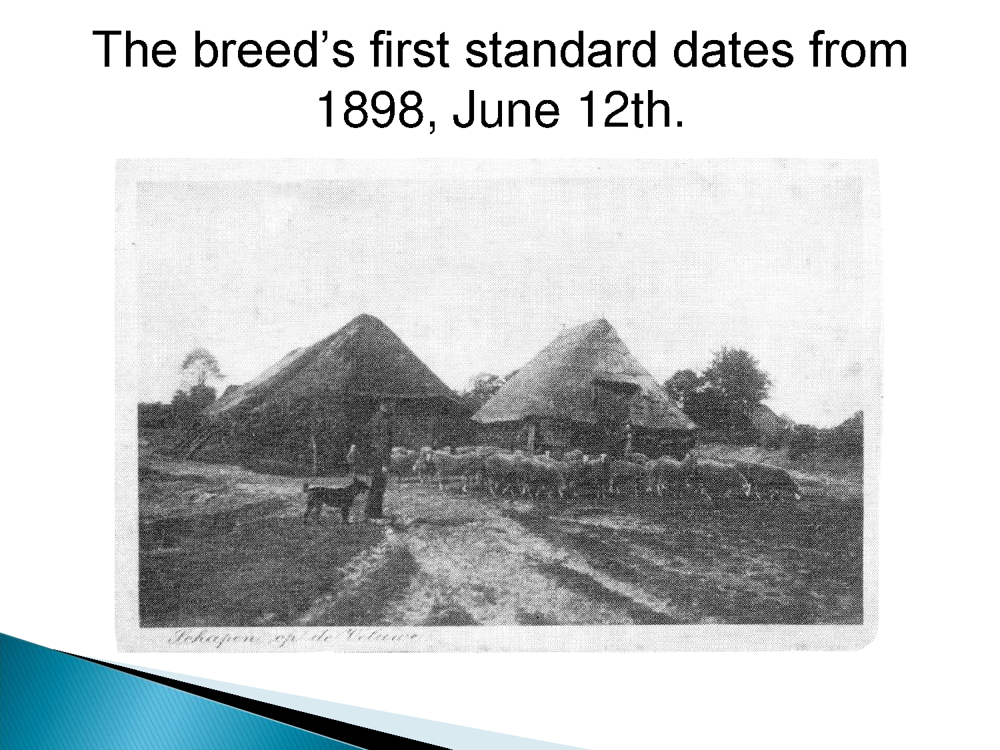 The breed’s first standard dates from
1898, June 12th.
Schapen op de Veluwe.